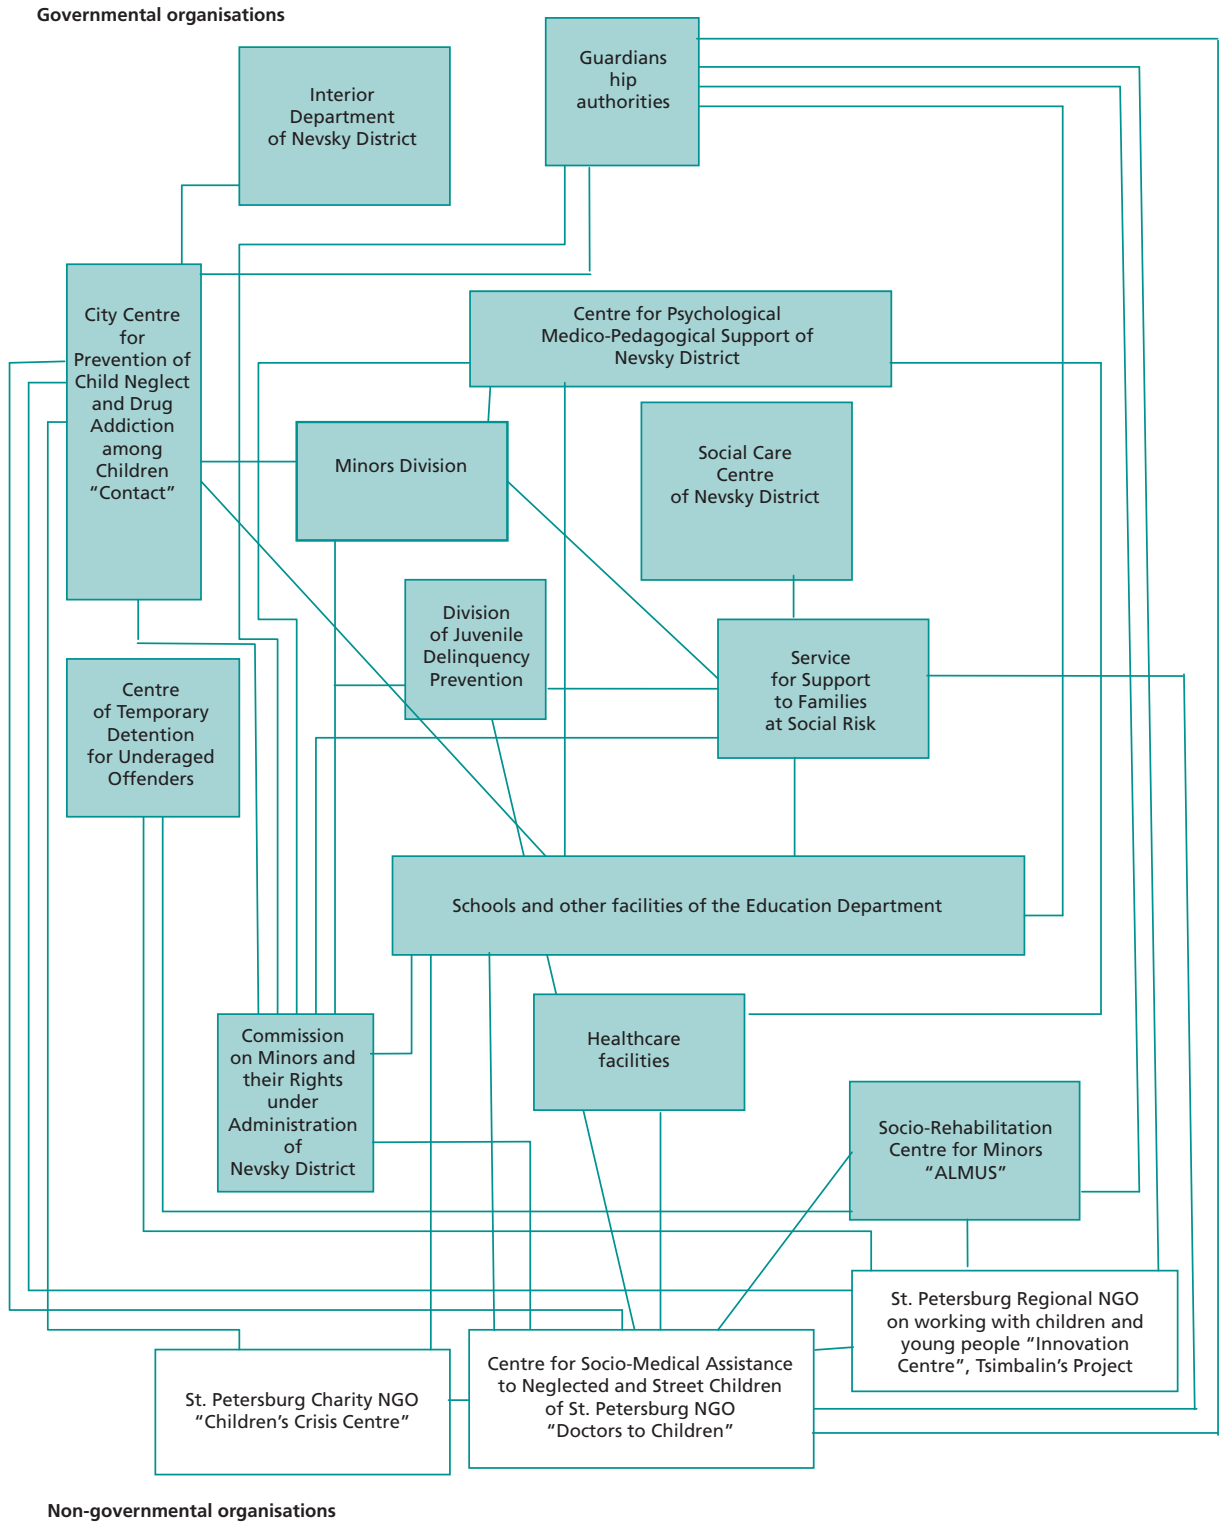 Governmental organisations
Guardians
hip
authorities
Interior
Department
of Nevsky District
City Centre
for
Prevention of
Child Neglect
and Drug
Addiction
among
Children
“Contact”
Centre for Psychological
Medico-Pedagogical Support of
Nevsky District
Minors Division
Social Care
Centre
of Nevsky District
Division
of Juvenile
Delinquency
Prevention
Service
for Support
to Families
at Social Risk
Centre
of Temporary
Detention
for Underaged
Offenders
Schools and other facilities of the Education Department
Commission
on Minors and
their Rights
under
Administration
of
Nevsky District
Healthcare
facilities
Socio-Rehabilitation
Centre for Minors
“ALMUS”
St. Petersburg Regional NGO
on working with children and
young people “Innovation
Centre”, Tsimbalin’s Project
Centre for Socio-Medical Assistance
to Neglected and Street Children
of St. Petersburg NGO
“Doctors to Children”
St. Petersburg Charity NGO
“Children’s Crisis Centre”
Non-governmental organisations